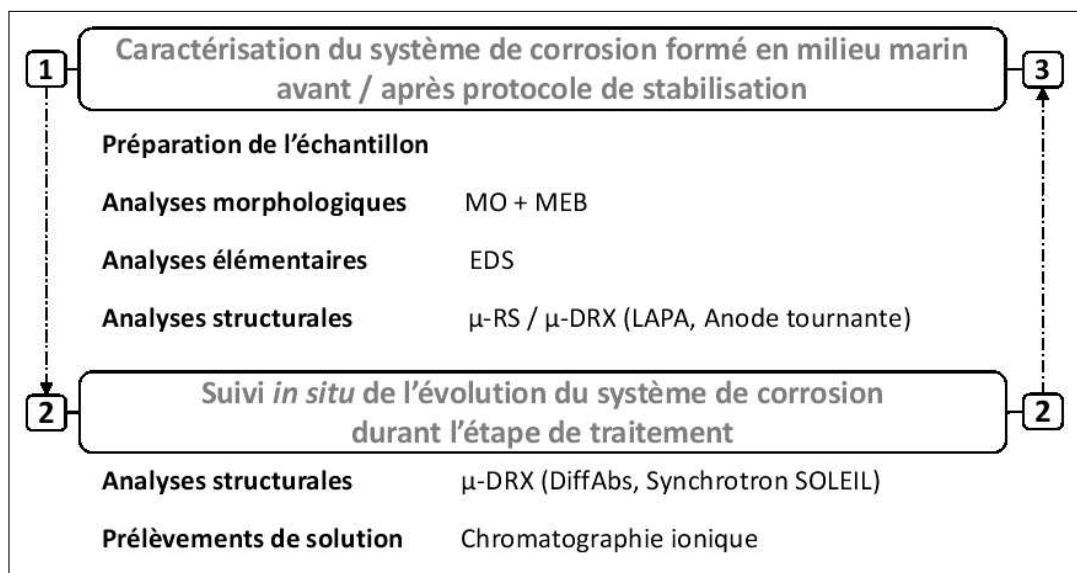 1
Caractérisation du système de corrosion formé en milieu marin
avant / après protocole de stabilisation
3
Préparation de l'échantillon
Analyses morphologiques MO + MEB
Analyses élémentaires EDS
Analyses structurales µ-RS / µ-DRX (LAPA, Anode tournante)
2
Suivi in situ de l'évolution du système de corrosion
durant l'étape de traitement
2
Analyses structurales µ-DRX (DiffAbs, Synchrotron SOLEIL)
Prélèvements de solution Chromatographie ionique